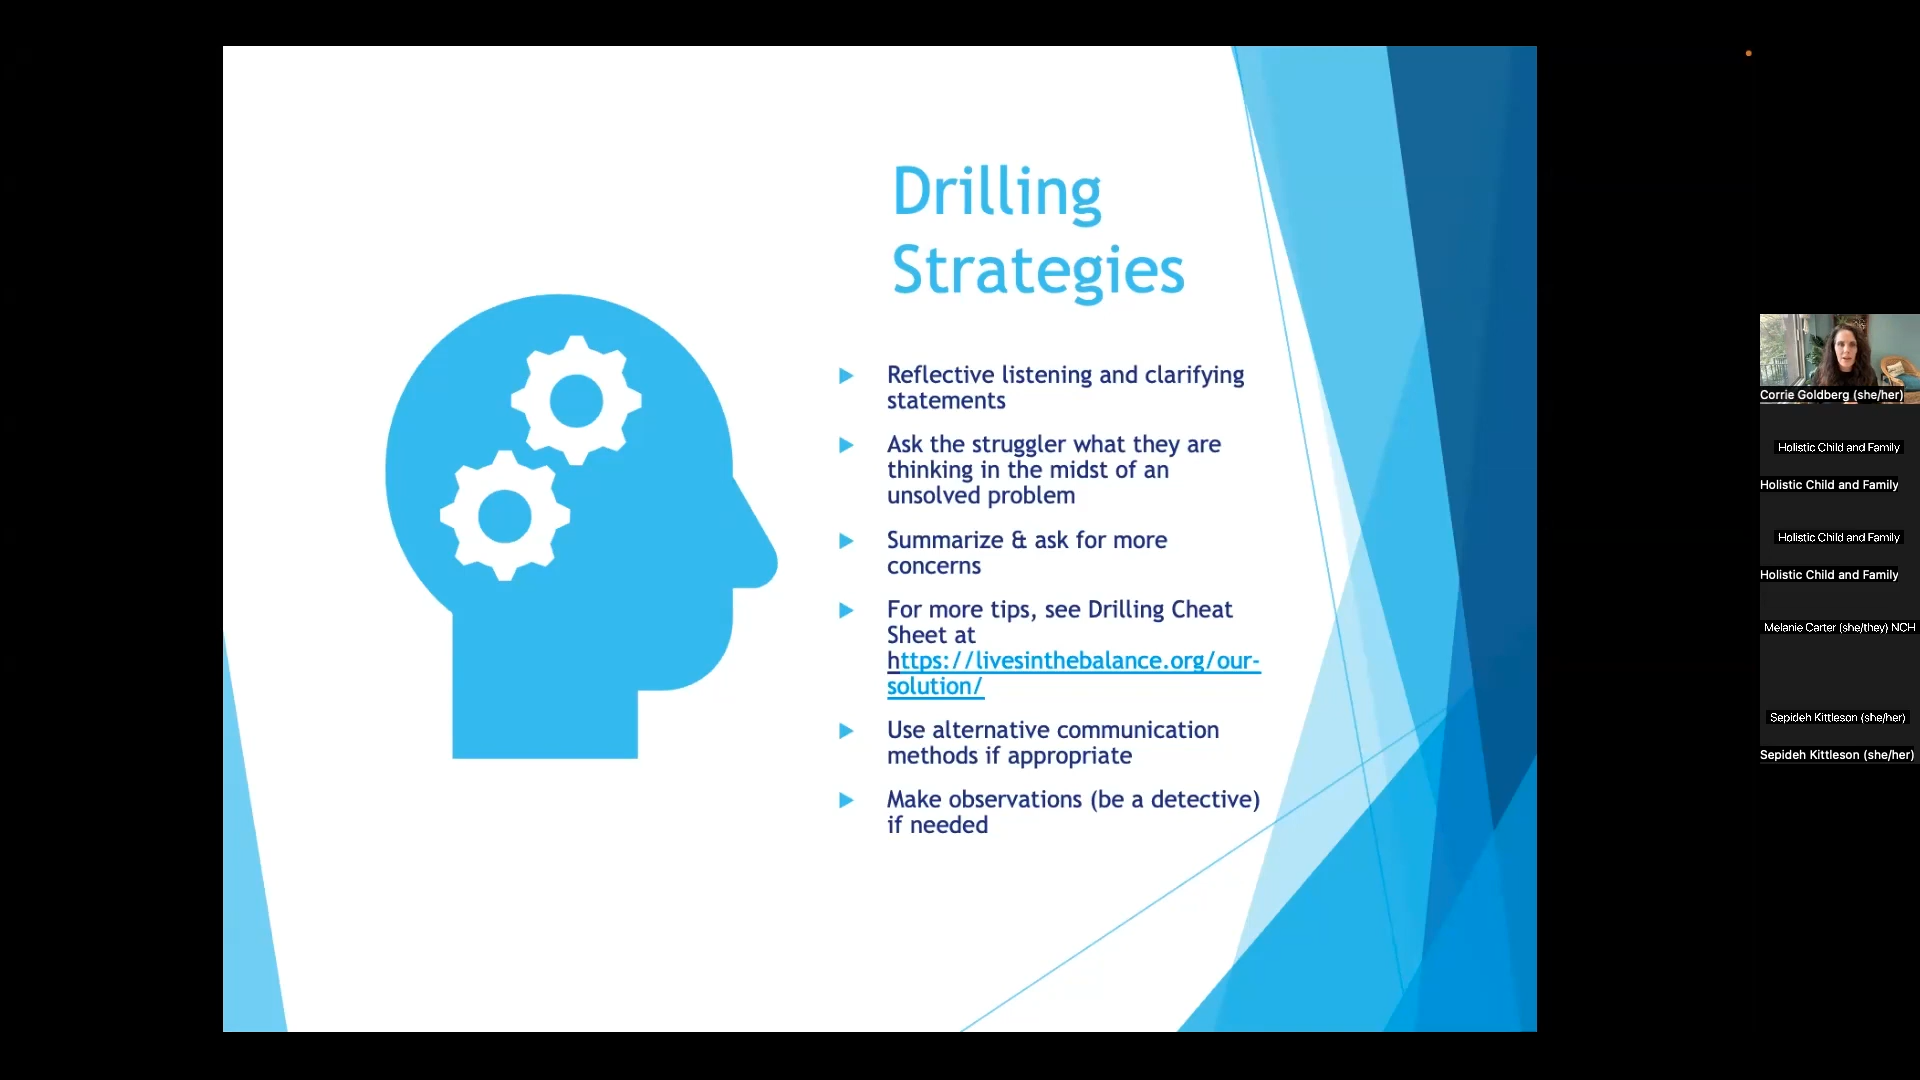 Drilling
Strategies
Reflective listening and clarifying
statements
Ask the struggler what they are
thinking in the midst of an
unsolved problem
Summarize & ask for more
concerns
For more tips, see Drilling Cheat
Sheet at
https://livesinthebalance.org/our-
solution/
Use alternative communication
methods if appropriate
Make observations (be a detective)
if needed
Corrie Goldberg (she/her)
Holistic Child and Family
Holistic Child and Family
Holistic Child and Family
Holistic Child and Family
Melanie Carter (she/they) NCH
Sepideh Kittleson (she/her)
Sepideh Kittleson (she/her)